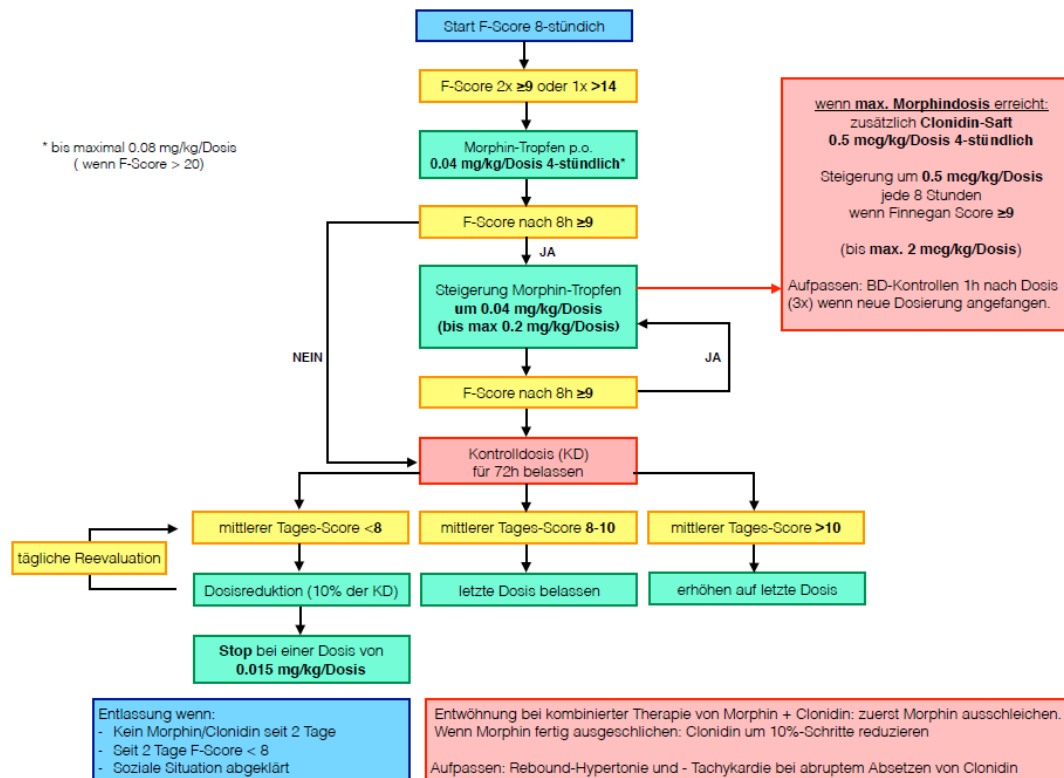 Start F-Score 8-stündich
F-Score 2x ≥9 oder 1x >14
* bis maximal 0.08 mg/kg/Dosis
( wenn F-Score > 20)
Morphin-Tropfen p.o.
0.04 mg/kg/Dosis 4-stündlich*
wenn max. Morphindosis erreicht:
zusätzlich Clonidin-Saft
0.5 mcg/kg/Dosis 4-stündlich
Steigerung um 0.5 mcg/kg/Dosis
jede 8 Stunden
wenn Finnegan Score ≥9
(bis max. 2 mcg/kg/Dosis)
Aufpassen: BD-Kontrollen 1h nach Dosis
(3x) wenn neue Dosierung angefangen.
F-Score nach 8h ≥9
JA
Steigerung Morphin-Tropfen
um 0.04 mg/kg/Dosis
(bis max 0.2 mg/kg/Dosis)
NEIN
JA
F-Score nach 8h ≥9
Kontrolldosis (KD)
für 72h belassen
mittlerer Tages-Score <8
mittlerer Tages-Score 8-10
mittlerer Tages-Score >10
tägliche Reevaluation
Dosisreduktion (10% der KD)
letzte Dosis belassen
erhöhen auf letzte Dosis
Stop bei einer Dosis von
0.015 mg/kg/Dosis
Entlassung wenn:
- Kein Morphin/Clonidin seit 2 Tage
- Seit 2 Tage F-Score < 8
- Soziale Situation abgeklärt
Entwöhnung bei kombinierter Therapie von Morphin + Clonidin: zuerst Morphin ausschleichen.
Wenn Morphin fertig ausgeschlichen: Clonidin um 10%-Schritte reduzieren
Aufpassen: Rebound-Hypertonie und - Tachykardie bei abruptem Absetzen von Clonidin